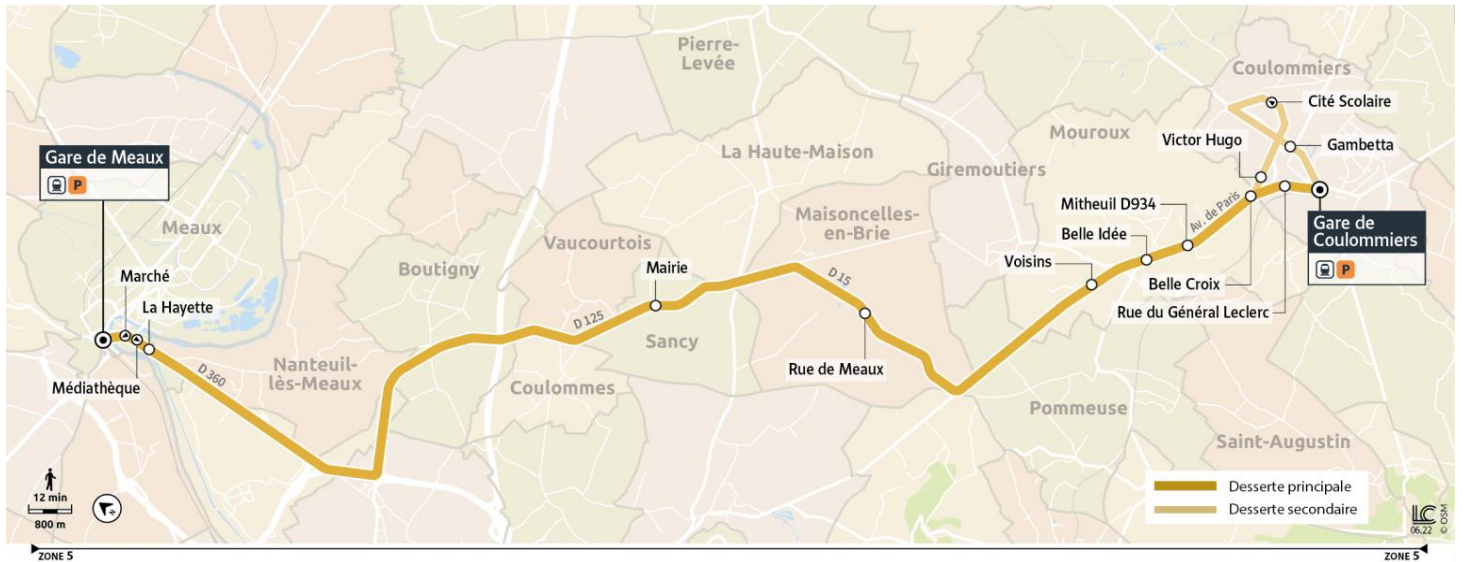 Pierre-
Levée
Coulommiers
Cité Scolaire
Mouroux
Victor Hugo
Gambetta
Gare de Meaux
P
La Haute-Maison
Giremoutiers
Av. de Paris
Mitheuil D934
Maisoncelles-
en-Brie
Gare de
Coulommiers
P
Meaux
Vaucourtois
Belle Idée
Boutigny
Mairie
Voisins
Marché
D 15
Belle Croix
La Hayette
D 125
Rue du Général Leclerc
Sancy
Nanteuil-
lès-Meaux
D 360
Rue de Meaux
Médiathèque
Coulommes
Pommeuse
Saint-Augustin
12 min
800 m
Desserte principale
Desserte secondaire
LC
06.22
© OSM
ZONE 5
ZONE 5